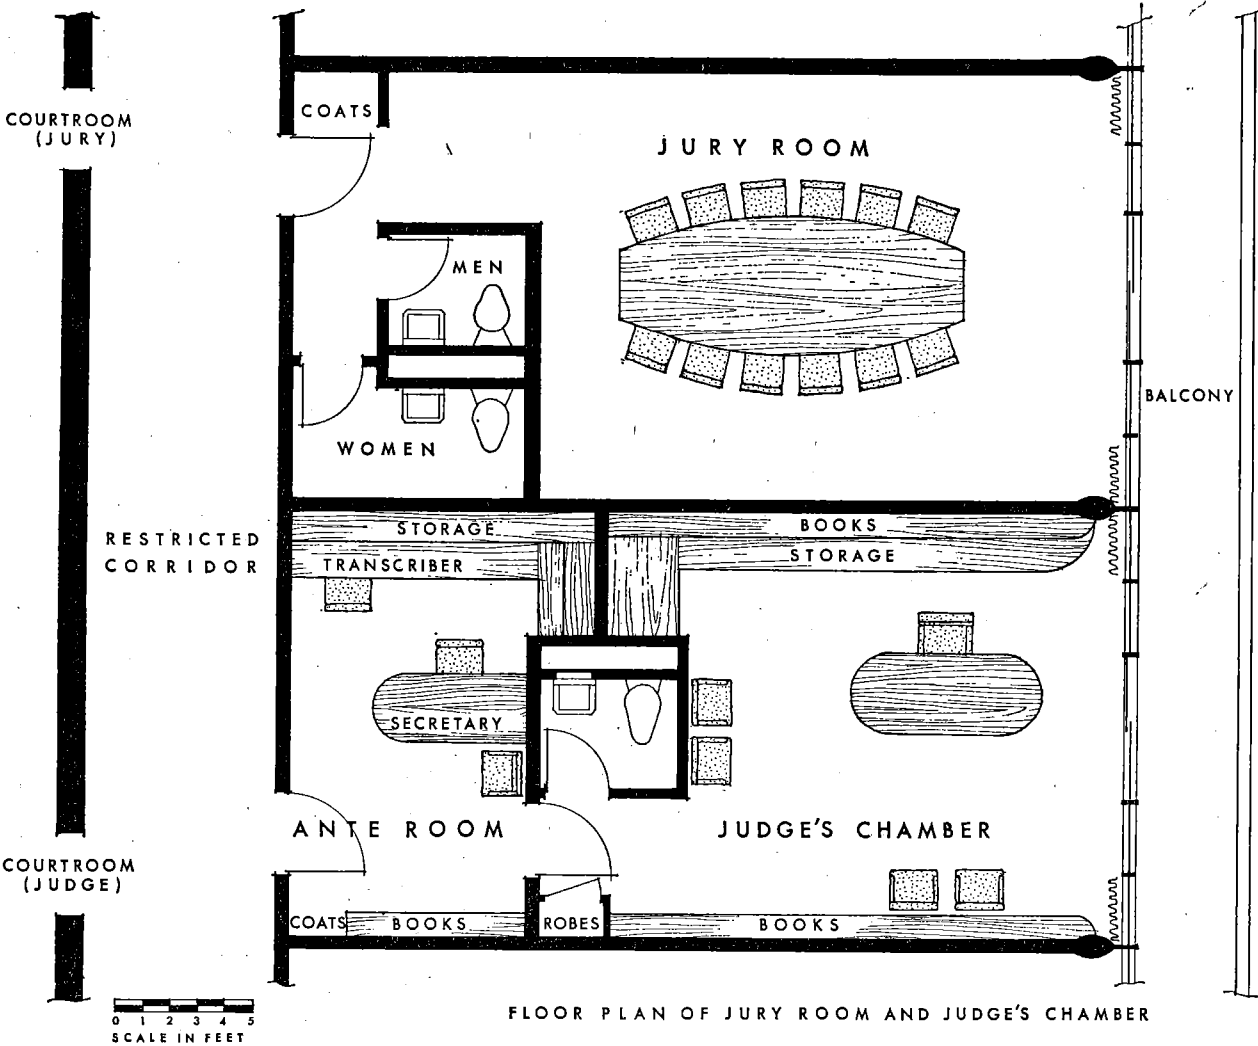 COURTROOM
(JURY)
COATS
JURY ROOM
MEN
BALCONY
WOMEN
RESTRICTED
CORRIDOR
STORAGE
BOOKS
TRANSCRIBER
STORAGE
SECRETARY
ANTE ROOM
JUDGE'S CHAMBER
COURTROOM
(JUDGE)
COATS
BOOKS
ROBES
BOOKS
0 1 2 3 4 5
SCALE IN FEET
FLOOR PLAN OF JURY ROOM AND JUDGE'S CHAMBER